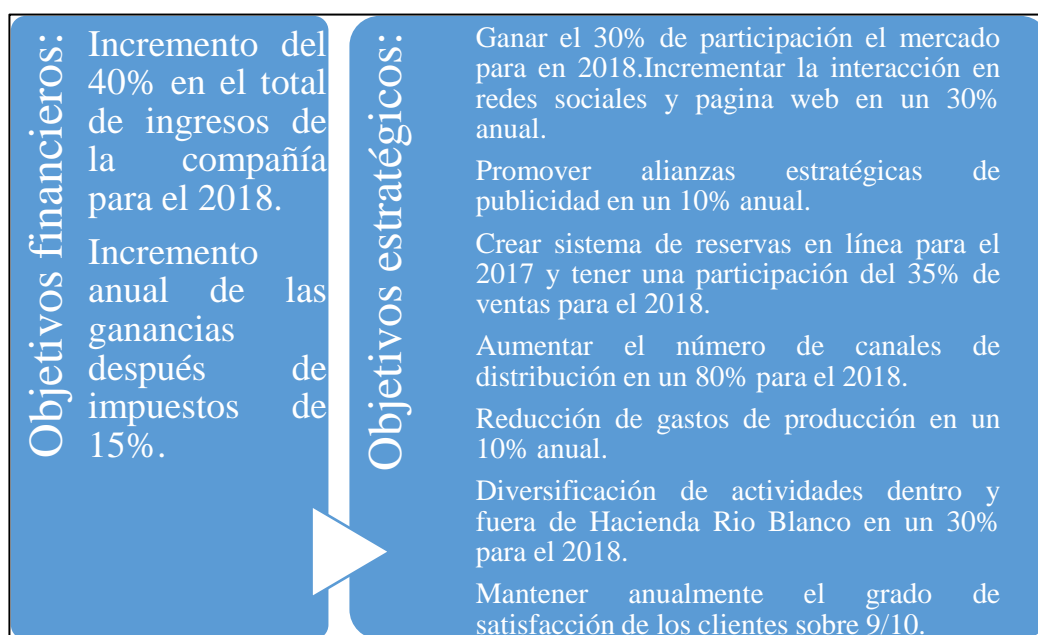 Objetivos financieros:
Incremento del
40% en el total
de ingresos de
la compañía
para el 2018.
Incremento
anual de las
ganancias
después de
impuestos de
15%.
Objetivos estratégicos:
Ganar el 30% de participación el mercado
para en 2018.Incrementar la interacción en
redes sociales y pagina web en un 30%
anual.
Promover alianzas estratégicas de
publicidad en un 10% anual.
Crear sistema de reservas en línea para el
2017 y tener una participación del 35% de
ventas para el 2018.
Aumentar el número de canales de
distribución en un 80% para el 2018.
Reducción de gastos de producción en un
10% anual.
Diversificación de actividades dentro y
fuera de Hacienda Rio Blanco en un 30%
para el 2018.
Mantener anualmente el grado de
satisfacción de los clientes sobre 9/10.